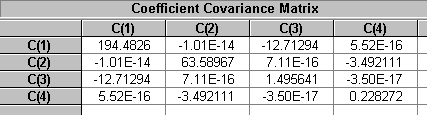 Coefficient Covariance Matrix
C(1) C(2) C(3) C(4)
C(1) 194.4826 -1.01E-14 -12.71294 5.52E-16
C(2) -1.01E-14 63.58967 7.11E-16 -3.492111
C(3) -12.71294 7.11E-16 1.495641 -3.50E-17
C(4) 5.52E-16 -3.492111 -3.50E-17 0.228272